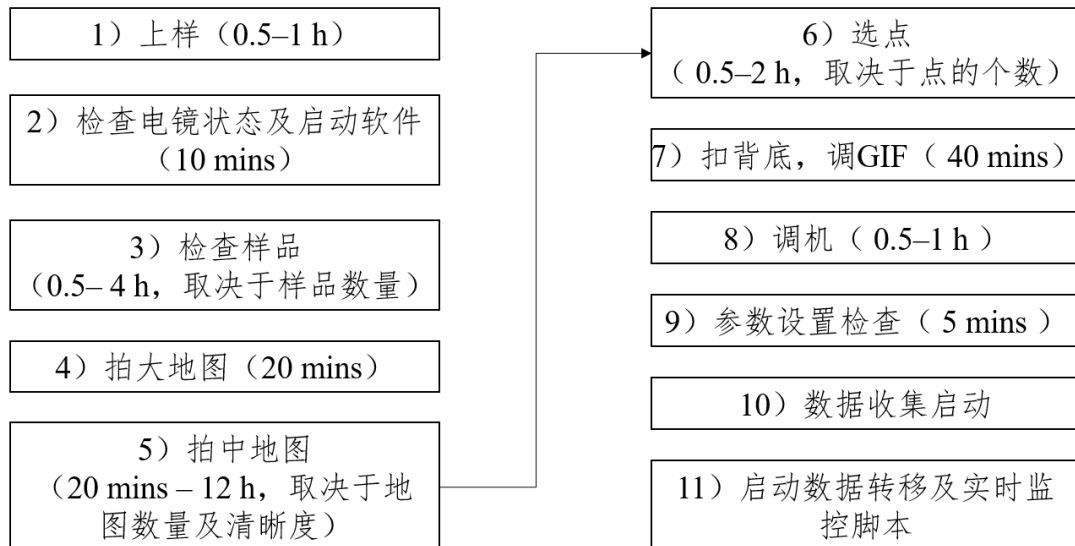 1）上样（0.5–1 h）
2）检查电镜状态及启动软件
（10 mins）
3）检查样品
（0.5– 4 h，取决于样品数量）
4）拍大地图（20 mins）
5）拍中地图
（20 mins – 12 h，取决于地
图数量及清晰度）
6）选点
（ 0.5–2 h，取决于点的个数）
7）扣背底，调GIF（ 40 mins）
8）调机（ 0.5–1 h ）
9）参数设置检查（ 5 mins ）
10）数据收集启动
11）启动数据转移及实时监
控脚本